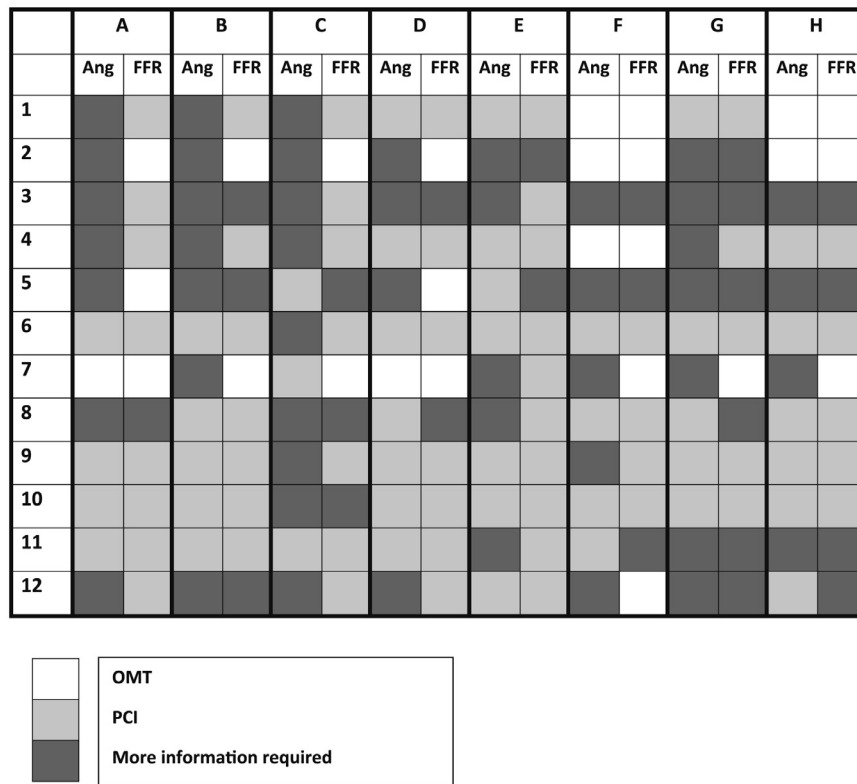 A B C D E F G H
Ang FFR Ang FFR Ang FFR Ang FFR Ang FFR Ang FFR Ang FFR Ang FFR
1
2
3
4
5
6
7
8
9
10
11
12
OMT
PCI
More information required